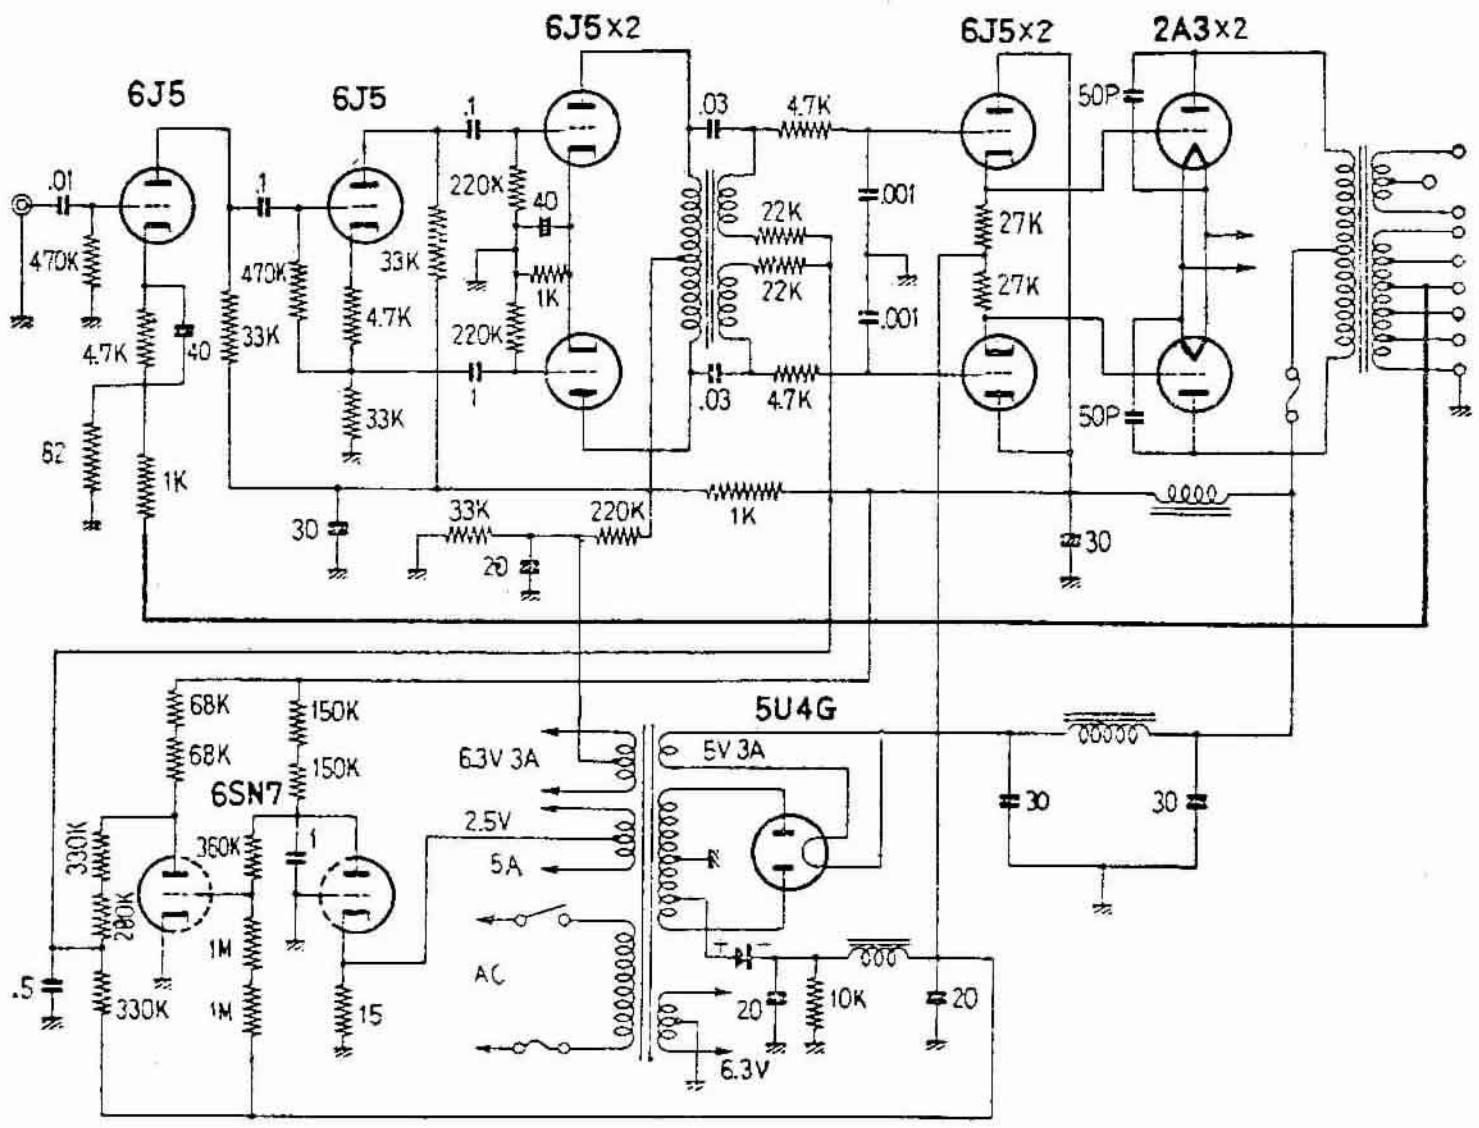 6J5×2
6J5×2
2A3×2
6J5
6J5
.1
.03
4.7K
50P
.01
.1
220K
40
22K
.001
27K
470K
470K
33K
1K
22K
27K
4.7K
40
33K
4.7K
220K
.001
1
.03
4.7K
50P
62
1K
33K
30
33K
220K
1K
30
20
68K
150K
5U4G
68K
150K
6.3V 3A
5V 3A
6SN7
2.5V
30
30
330K
360K
1
5A
1M
AC
+
-
.5
330K
1M
15
20
10K
20
6.3V